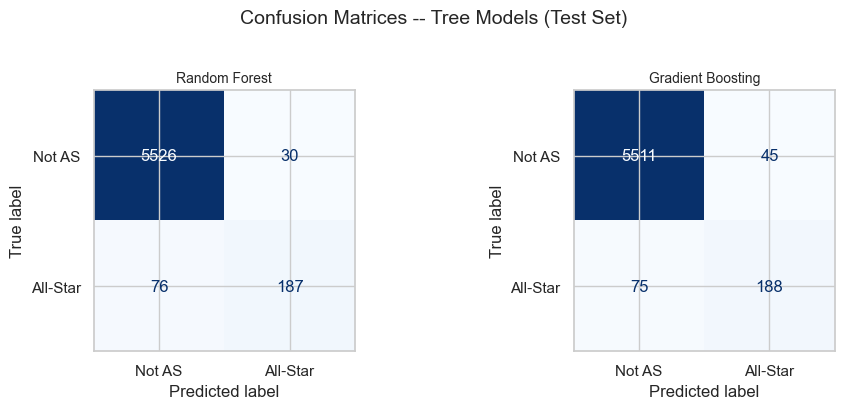 Confusion Matrices -- Tree Models (Test Set)
Random Forest
True label
Not AS
All-Star
5526
30
76
187
Not AS
All-Star
Predicted label
Gradient Boosting
True label
Not AS
All-Star
5511
45
75
188
Not AS
All-Star
Predicted label